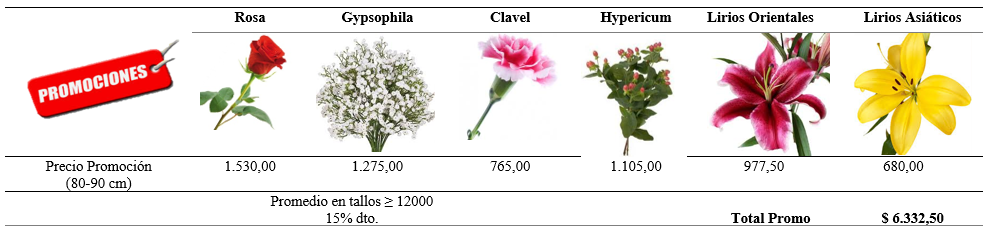 Rosa Gypsophila Clavel Hypericum Lirios Orientales Lirios Asiáticos
PROMOCIONES
Precio Promoción 1.530,00 1.275,00 765,00 1.105,00 977,50 680,00
(80-90 cm)
Promedio en tallos ≥ 12000
15% dto. Total Promo $ 6.332,50